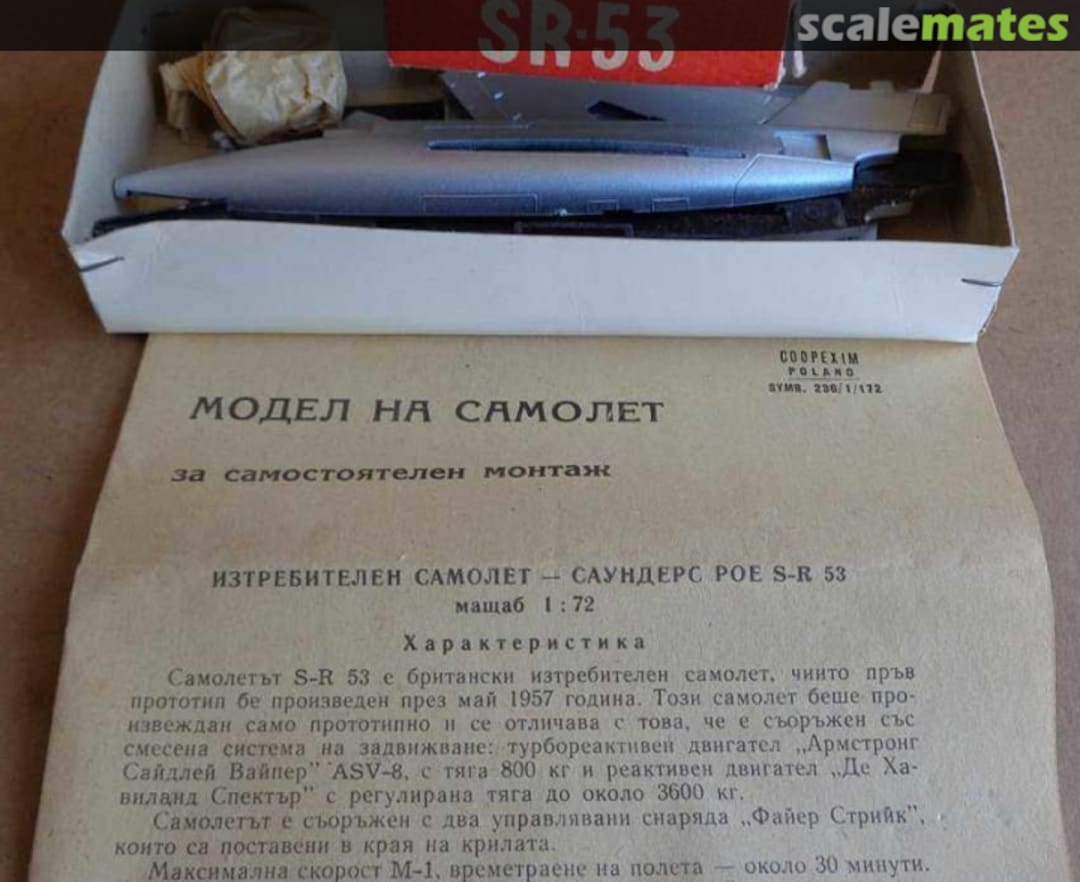 scalemates
SR-53
COOPEXIM
POLAND
SYMB. 236/1/172
МОДЕЛ НА САМОЛЕТ
за самостоятелен монтаж
ИЗТРЕБИТЕЛЕН САМОЛЕТ — САУНДЕРС РОЕ S-R 53
мащаб 1 : 72
Характеристика
Самолетът S-R 53 е британски изтребителен самолет, чиито пръв
прототип бе произведен през май 1957 година. Този самолет беше про-
извеждан само прототипно и се отличава с това, че е съоръжен със
смесена система на задвижване: турбореактивен двигател „Армстронг
Сайдлей Вайпер" ASV-8, с тяга 800 кг и реактивен двигател „Де Ха-
виланд Спектър" с регулирана тяга до около 3600 кг.
Самолетът е съоръжен с два управлявани снаряда „Файер Стрийк",
които са поставени в края на крилата.
Максимална скорост М-1, времетраене на полета — около 30 минути.